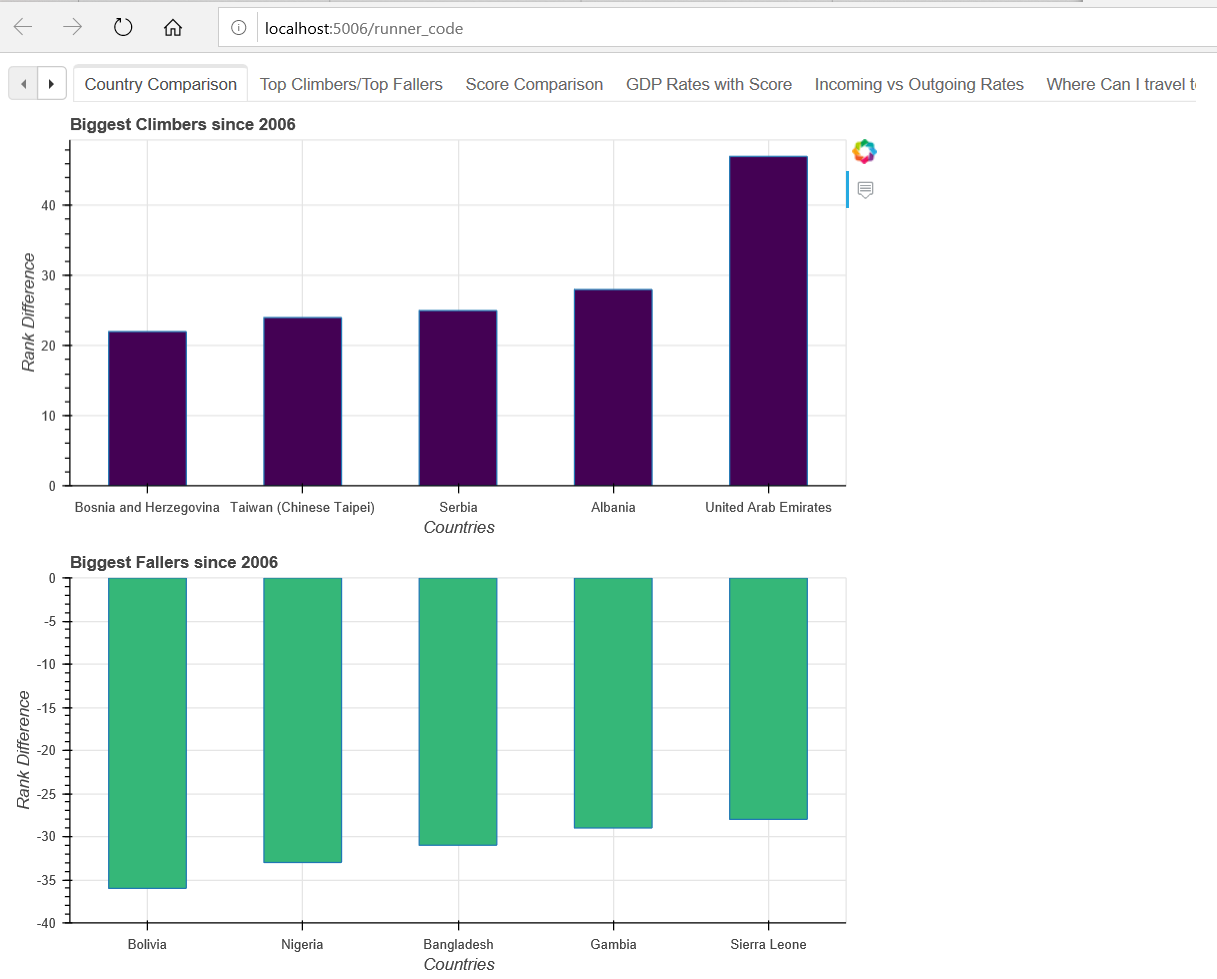 localhost:5006/runner_code
Country Comparison Top Climbers/Top Fallers Score Comparison GDP Rates with Score Incoming vs Outgoing Rates Where Can I travel t
Biggest Climbers since 2006
Rank Difference
40
30
20
10
0
Bosnia and Herzegovina Taiwan (Chinese Taipei) Serbia Albania United Arab Emirates
Countries
Biggest Fallers since 2006
Rank Difference
0
-5
-10
-15
-20
-25
-30
-35
-40
Bolivia Nigeria Bangladesh Gambia Sierra Leone
Countries